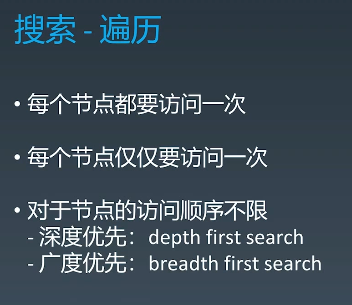 搜索 - 遍历
• 每个节点都要访问一次
• 每个节点仅仅要访问一次
• 对于节点的访问顺序不限
- 深度优先：depth first search
- 广度优先：breadth first search